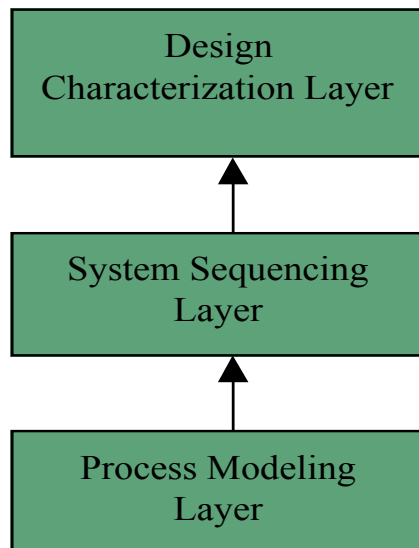 Design
Characterization Layer
System Sequencing
Layer
Process Modeling
Layer